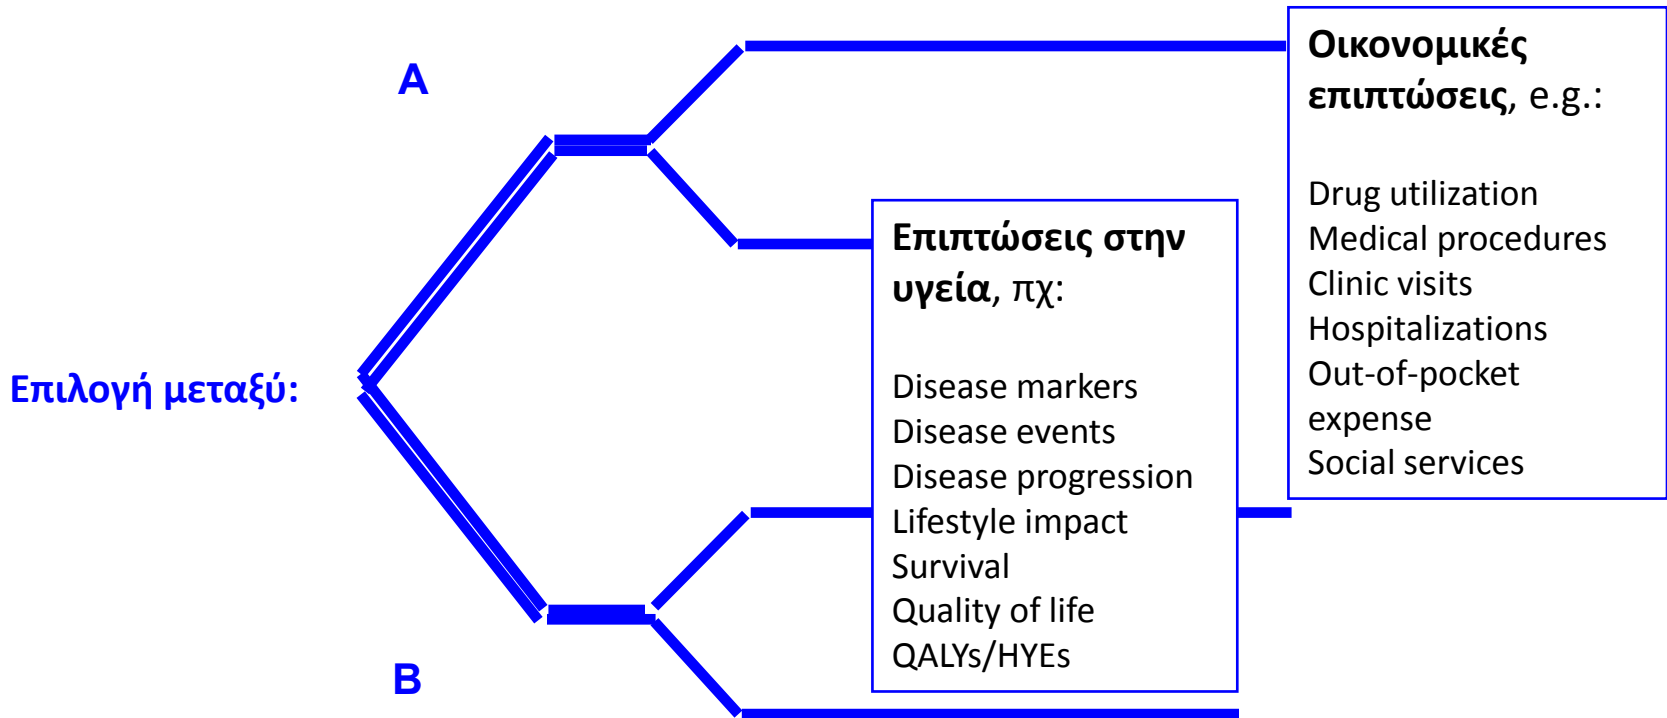 A
Επιλογή μεταξύ:
B
Επιπτώσεις στην
υγεία, πχ:
Disease markers
Disease events
Disease progression
Lifestyle impact
Survival
Quality of life
QALYs/HYEs
Οικονομικές
επιπτώσεις, e.g.:
Drug utilization
Medical procedures
Clinic visits
Hospitalizations
Out-of-pocket
expense
Social services